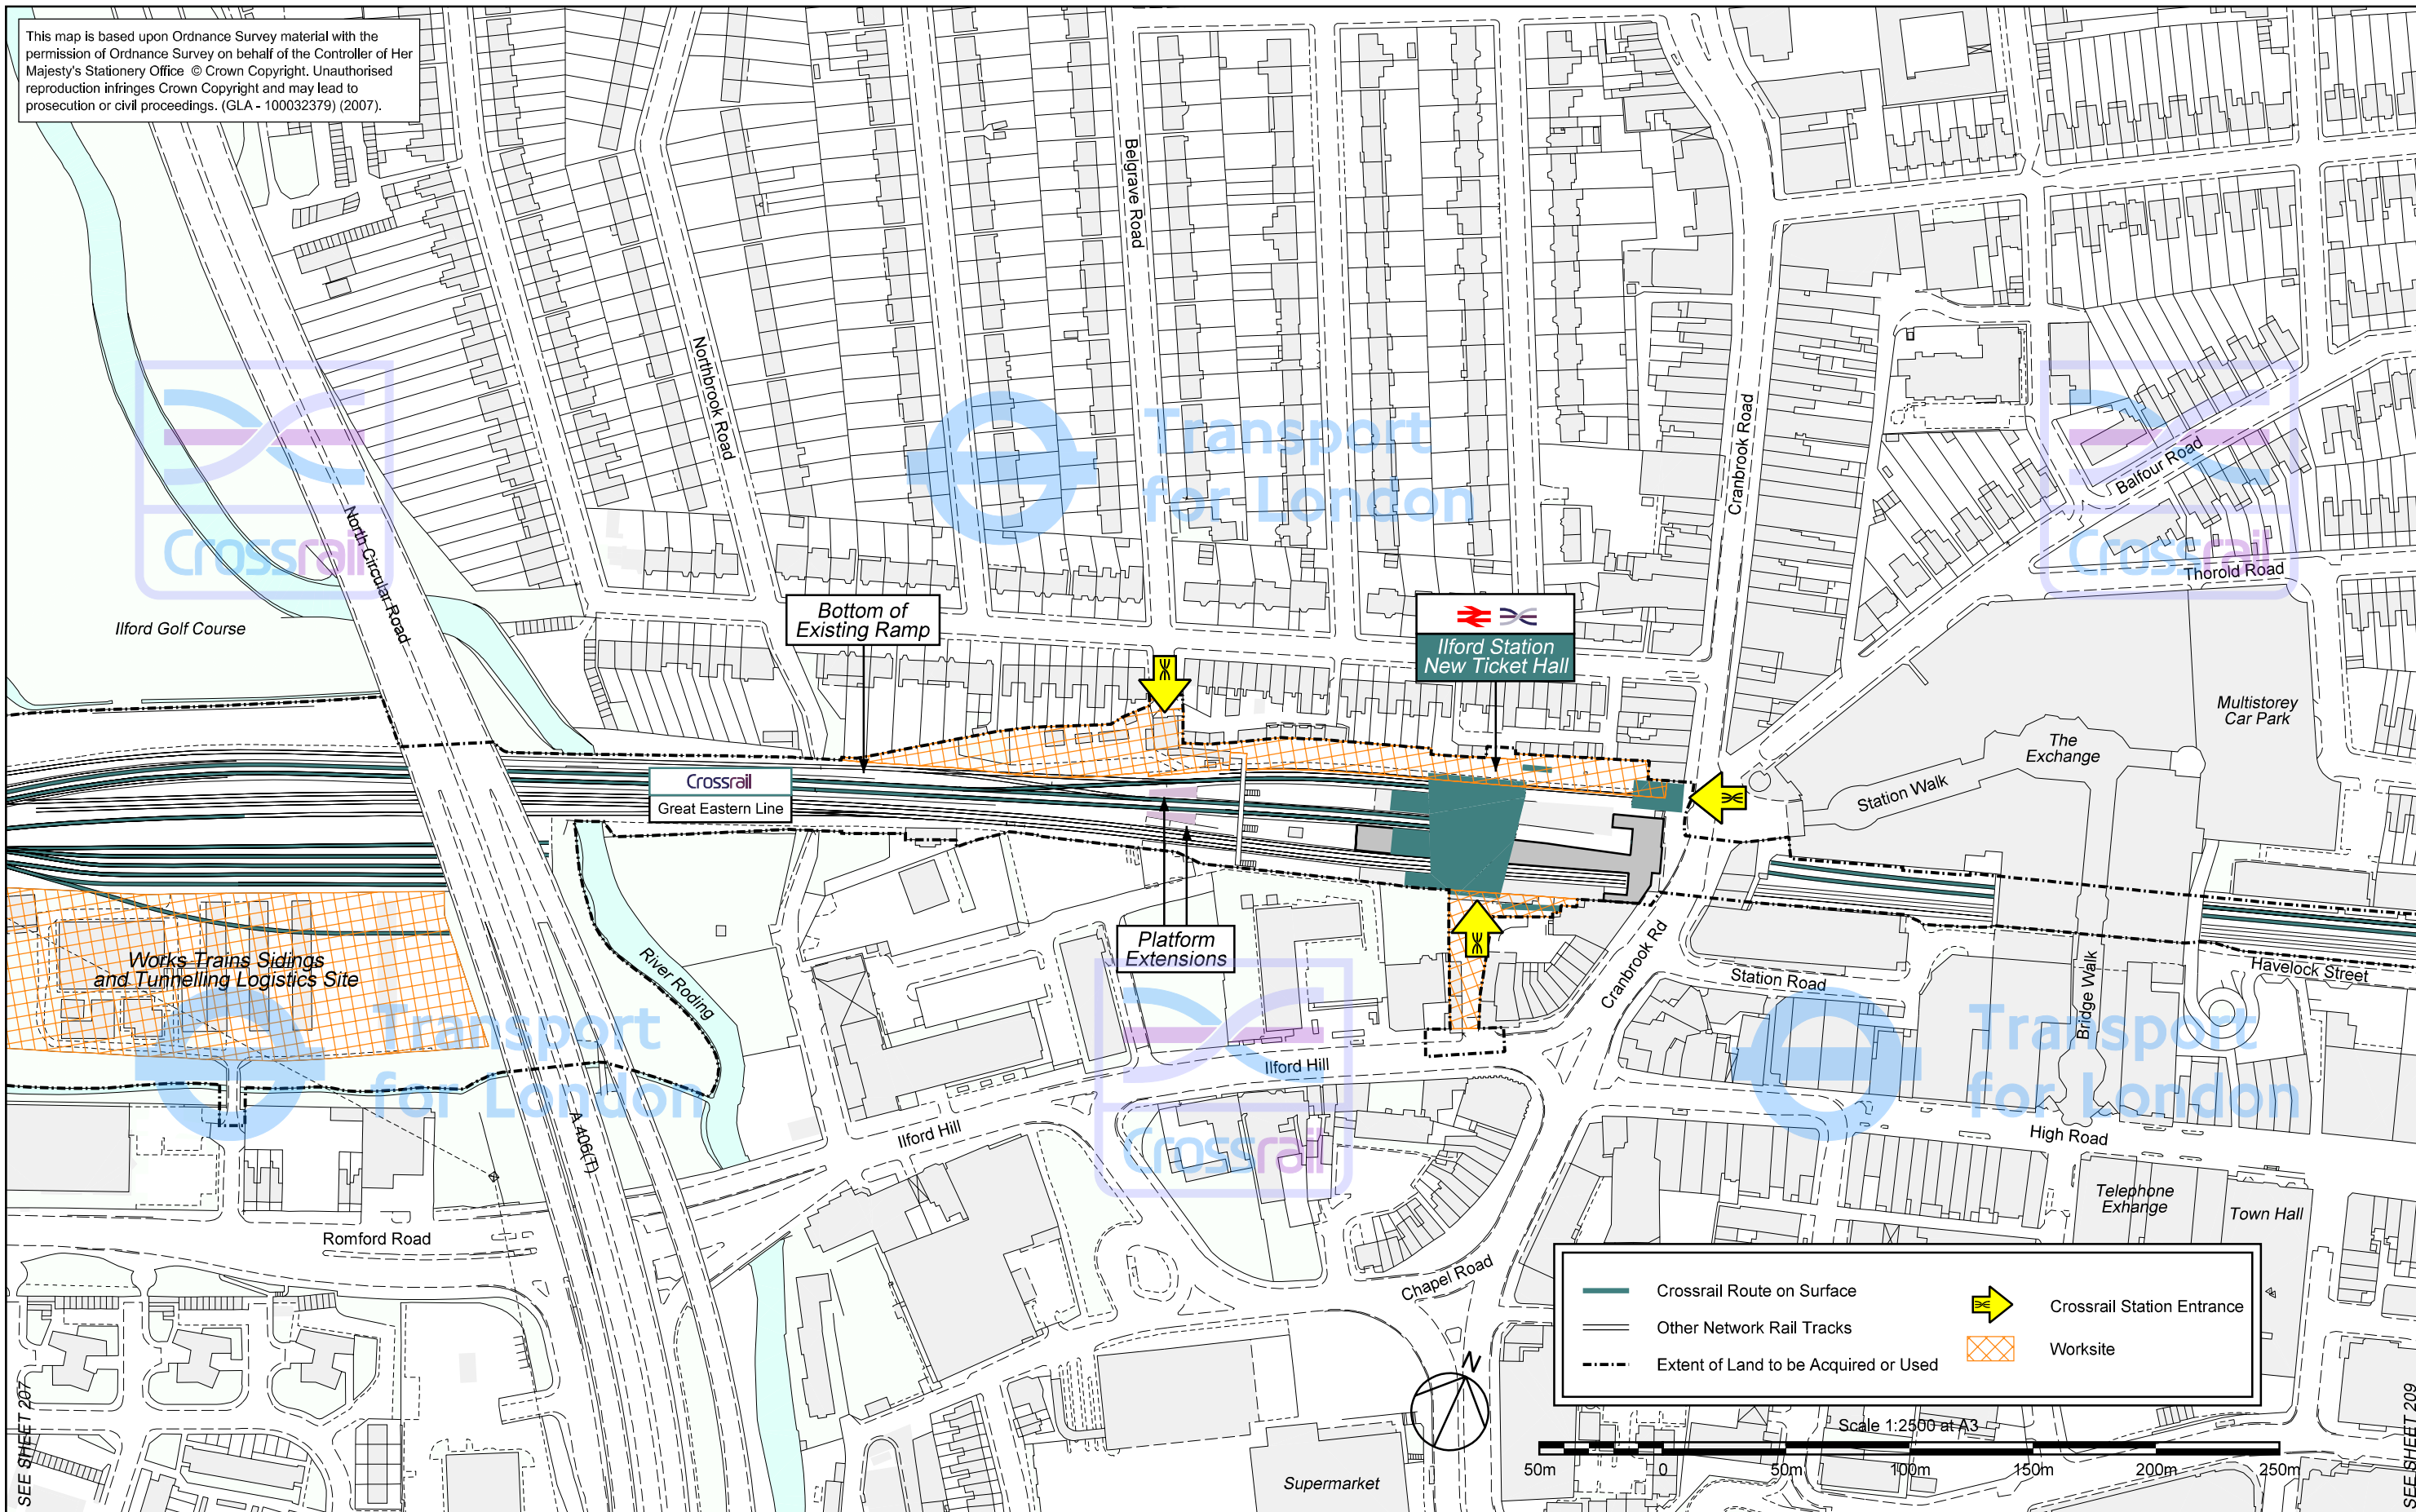 This map is based upon Ordnance Survey material with the
permission of Ordnance Survey on behalf of the Controller of Her
Majesty's Stationery Office © Crown Copyright. Unauthorised
reproduction infringes Crown Copyright and may lead to
prosecution or civil proceedings. (GLA - 100032379) (2007).
Belgrave Road
Northbrook Road
Cranbrook Road
Balfour Road
Thorold Road
North Circular Road
Crossrail
Transport
for London
Crossrail
Ilford Golf Course
Bottom of
Existing Ramp
Ilford Station
New Ticket Hall
Multistorey
Car Park
The
Exchange
Station Walk
Crossrail
Great Eastern Line
Platform
Extensions
Works Trains Sidings
and Tunnelling Logistics Site
River Roding
Cranbrook Rd
Station Road
Bridge Walk
Havelock Street
Transport
for London
Crossrail
Transport
for London
Ilford Hill
Ilford Hill
A 406(T)
High Road
Telephone
Exhange
Town Hall
Romford Road
Chapel Road
Supermarket
N
Crossrail Route on Surface
Other Network Rail Tracks
Extent of Land to be Acquired or Used
Crossrail Station Entrance
Worksite
Scale 1:2500 at A3
50m 0 50m 100m 150m 200m 250m
SEE SHEET 207
SEE SHEET 209